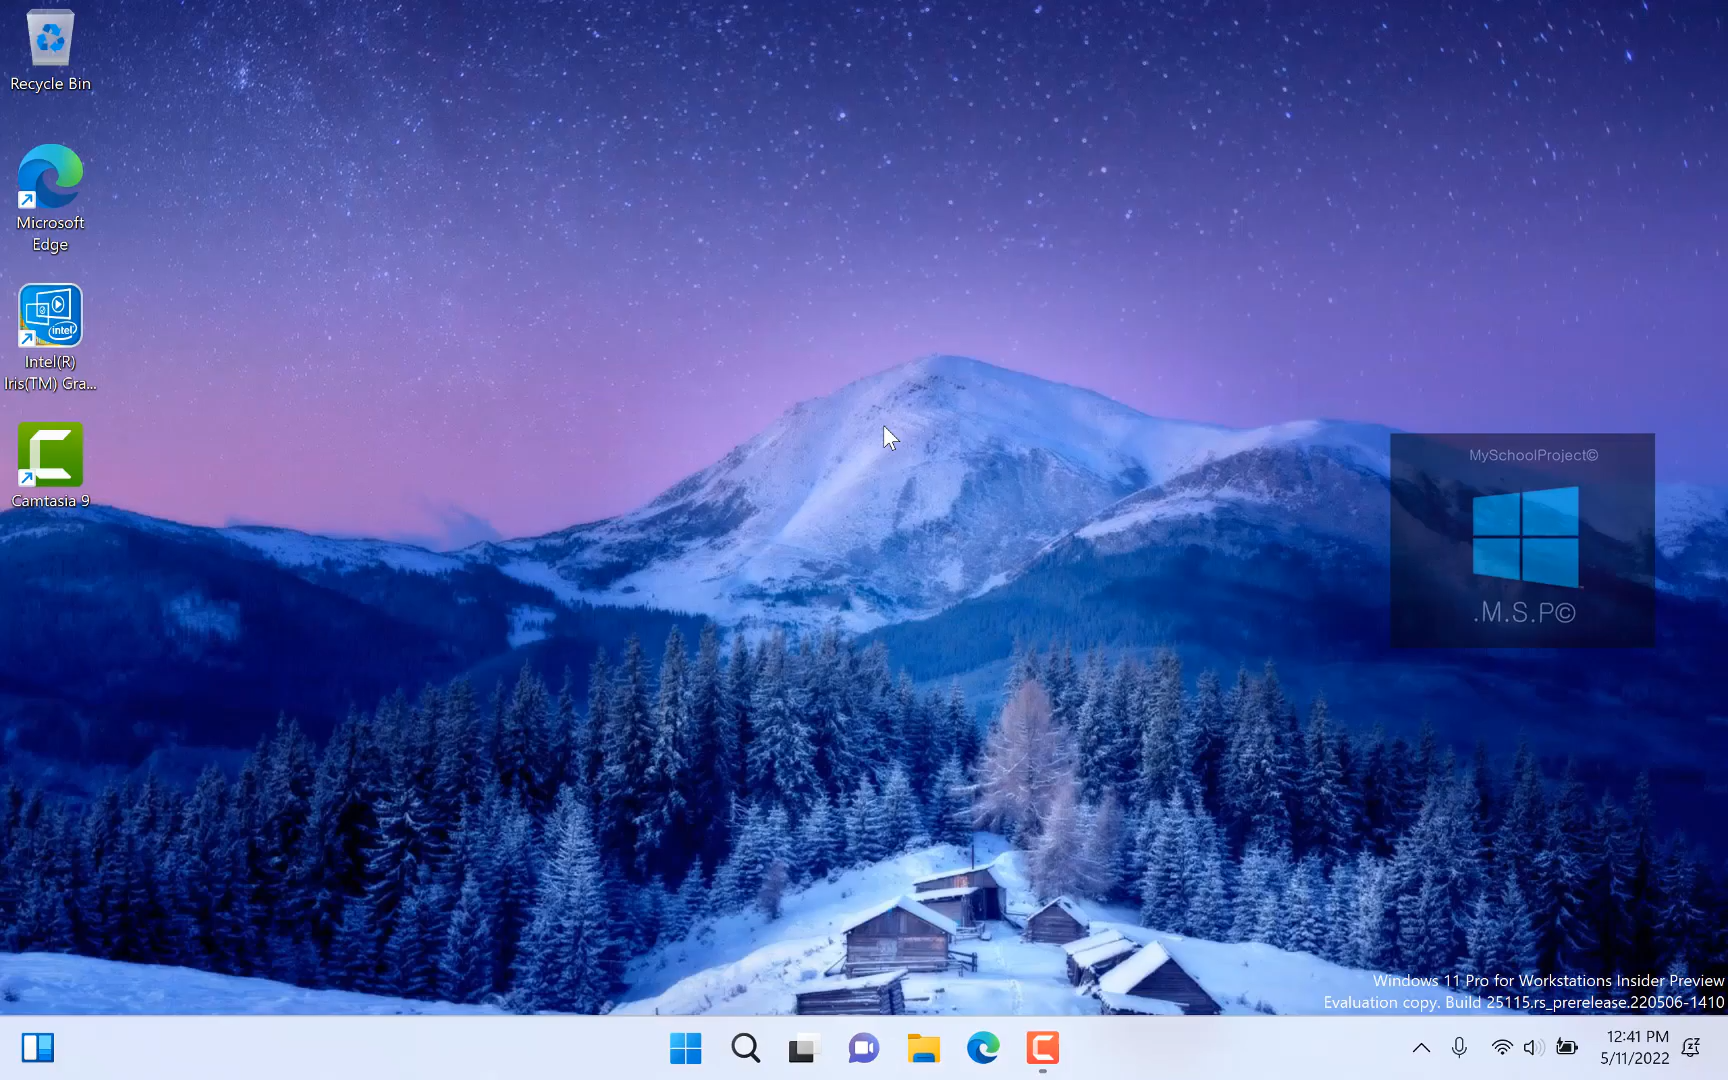 Recycle Bin
Microsoft
Edge
intel
Intel(R)
Iris(TM) Gra...
Camtasia 9
MySchoolProject©
.M.S.P©
Windows 11 Pro for Workstations Insider Preview
Evaluation copy. Build 25115.rs_prerelease.220506-1410
12:41 PM
5/11/2022